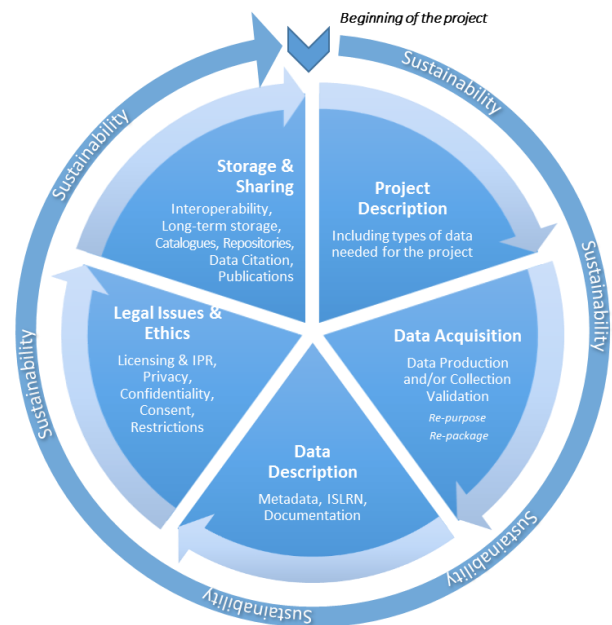 Beginning of the project
Sustainability
Project
Description
Including types of data
needed for the project
Sustainability
Data Acquisition
Data Production
and/or Collection
Validation
Re-purpose
Re-package
Sustainability
Data
Description
Metadata, ISLRN,
Documentation
Sustainability
Legal Issues &
Ethics
Licensing & IPR,
Privacy,
Confidentiality,
Consent,
Restrictions
Sustainability
Storage &
Sharing
Interoperability,
Long-term storage,
Catalogues, Repositories,
Data Citation,
Publications
Sustainability